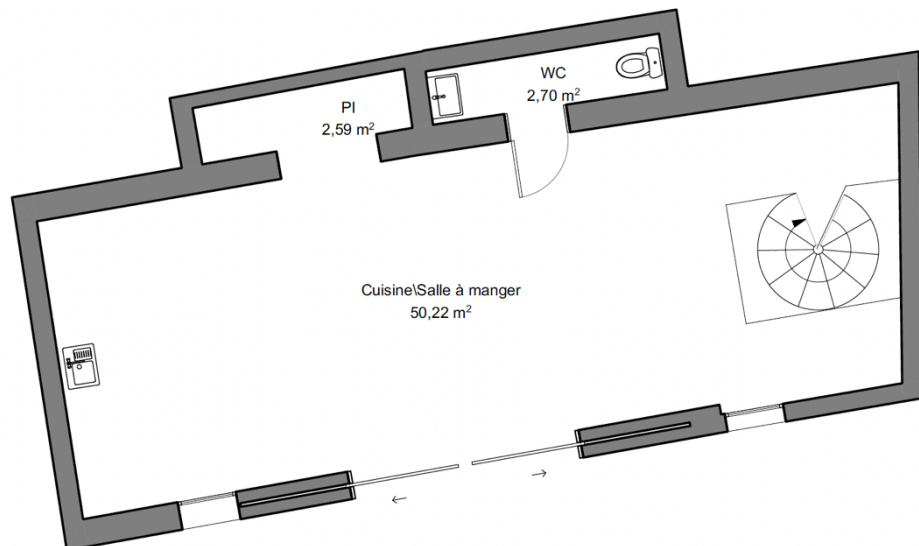 WC
2,70 m²
PI
2,59 m²
Cuisine\Salle à manger
50,22 m²